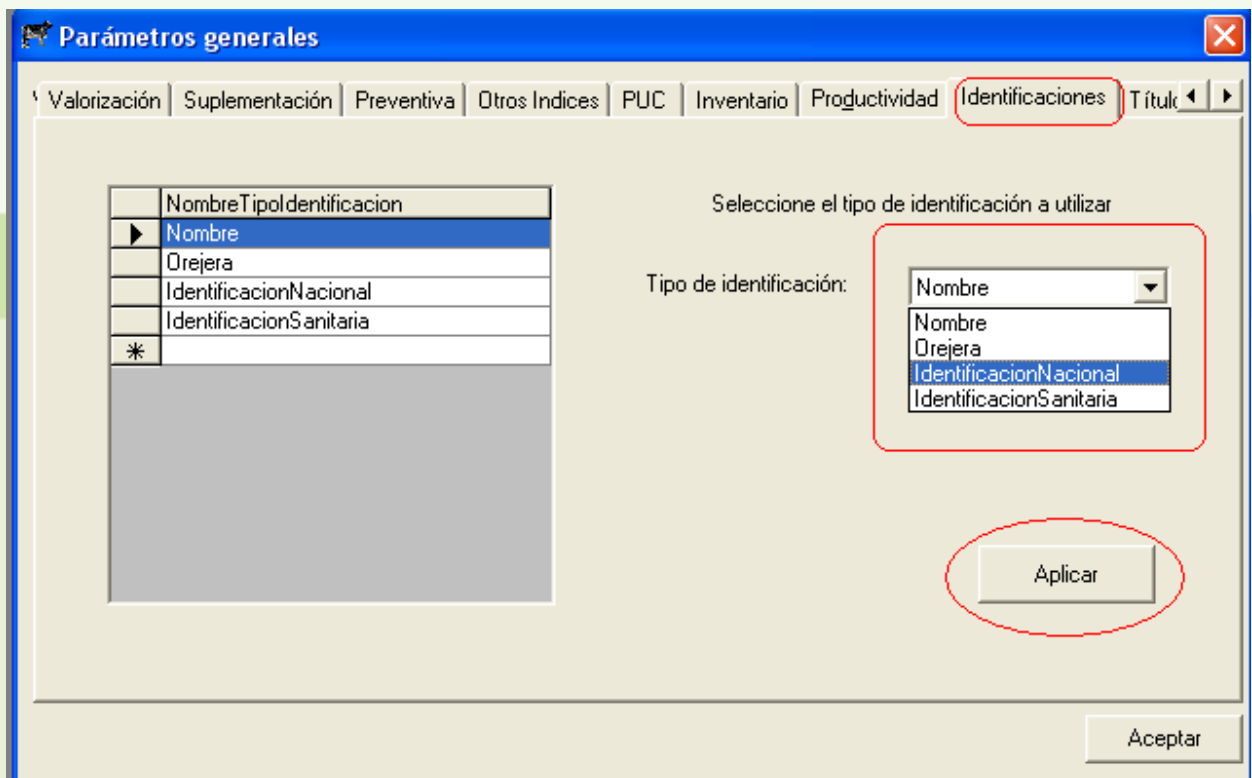 Parámetros generales
Valorización Suplementación Preventiva Otros Indices PUC Inventario Productividad Identificaciones Títulc
NombreTipoIdentificacion
Nombre
Orejera
IdentificacionNacional
IdentificacionSanitaria
Seleccione el tipo de identificación a utilizar
Tipo de identificación:
Nombre
Nombre
Orejera
IdentificacionNacional
IdentificacionSanitaria
Aplicar
Aceptar